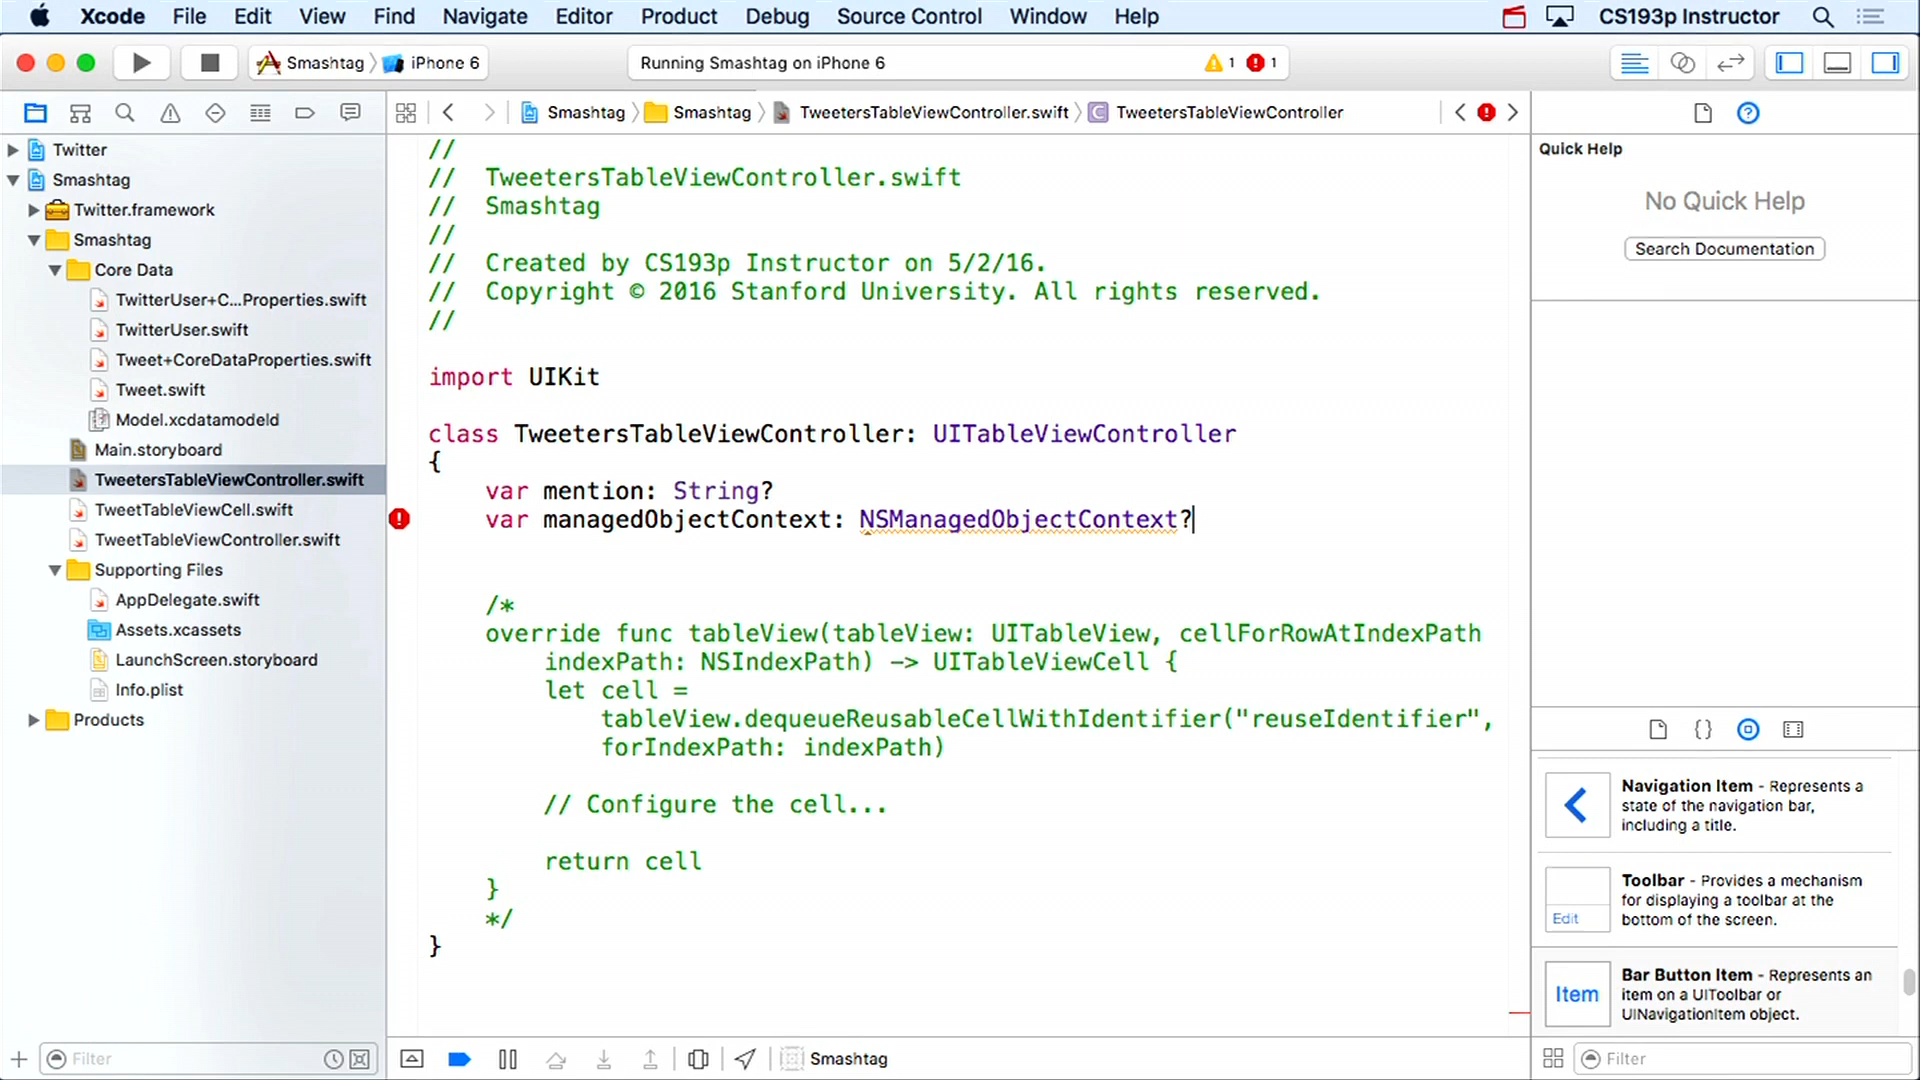 Xcode File Edit View Find Navigate Editor Product Debug Source Control Window Help CS193p Instructor
Smashtag iPhone 6 Running Smashtag on iPhone 6 1 1
Smashtag Smashtag TweetersTableViewController.swift TweetersTableViewController
Twitter
Smashtag
Twitter.framework
Smashtag
Core Data
TwitterUser+C...Properties.swift
TwitterUser.swift
Tweet+CoreDataProperties.swift
Tweet.swift
Model.xcdatamodeld
Main.storyboard
TweetersTableViewController.swift
TweetTableViewCell.swift
TweetTableViewController.swift
Supporting Files
AppDelegate.swift
Assets.xcassets
LaunchScreen.storyboard
Info.plist
Products
Filter
//
// TweetersTableViewController.swift
// Smashtag
//
// Created by CS193p Instructor on 5/2/16.
// Copyright © 2016 Stanford University. All rights reserved.
//
import UIKit
class TweetersTableViewController: UITableViewController
{
var mention: String?
var managedObjectContext: NSManagedObjectContext?
/*
override func tableView(tableView: UITableView, cellForRowAtIndexPath
indexPath: NSIndexPath) -> UITableViewCell {
let cell =
tableView.dequeueReusableCellWithIdentifier("reuseIdentifier",
forIndexPath: indexPath)
// Configure the cell...
return cell
}
*/
}
Smashtag
Quick Help
No Quick Help
Search Documentation
{}
Navigation Item - Represents a
state of the navigation bar,
including a title.
Edit
Toolbar - Provides a mechanism
for displaying a toolbar at the
bottom of the screen.
Item
Bar Button Item - Represents an
item on a UIToolbar or
UINavigationItem object.
Filter